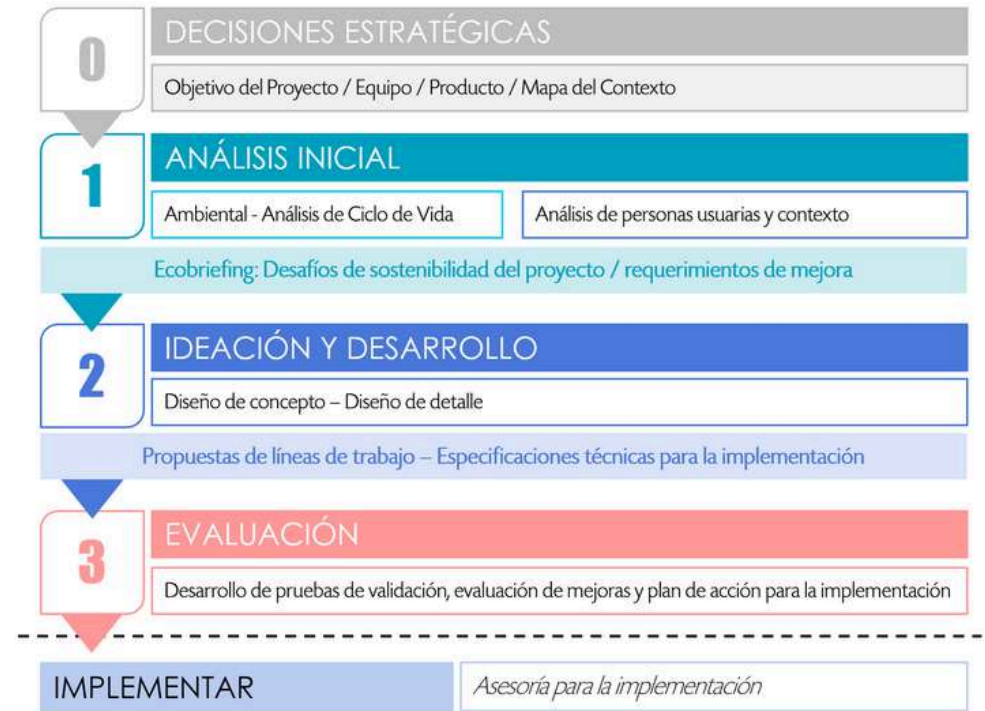 0
DECISIONES ESTRATÉGICAS
Objetivo del Proyecto / Equipo / Producto / Mapa del Contexto
1
ANÁLISIS INICIAL
Ambiental - Análisis de Ciclo de Vida
Análisis de personas usuarias y contexto
Ecobriefing: Desafíos de sostenibilidad del proyecto / requerimientos de mejora
2
IDEACIÓN Y DESARROLLO
Diseño de concepto – Diseño de detalle
Propuestas de líneas de trabajo – Especificaciones técnicas para la implementación
3
EVALUACIÓN
Desarrollo de pruebas de validación, evaluación de mejoras y plan de acción para la implementación
IMPLEMENTAR
Asesoría para la implementación